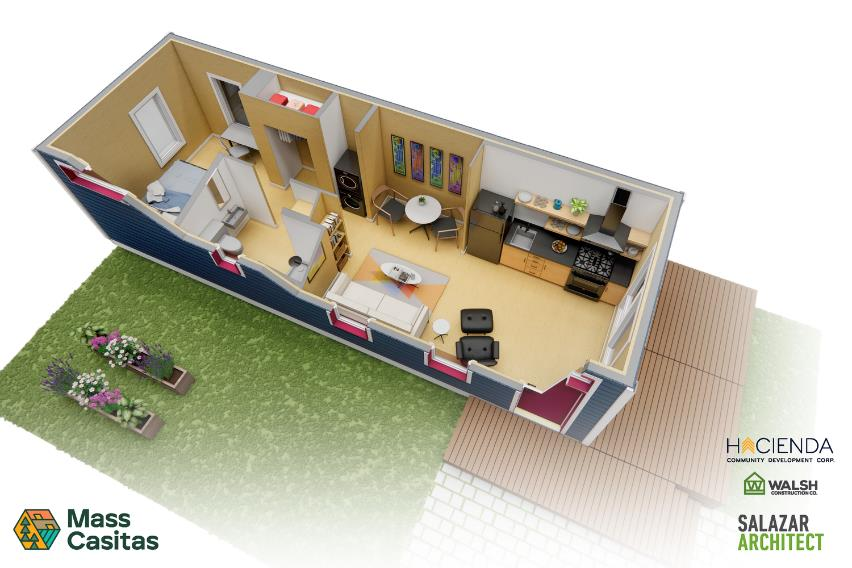 HACIENDA
COMMUNITY DEVELOPMENT CORP.
WALSH
CONSTRUCTION CO.
Mass
Casitas
SALAZAR
ARCHITECT